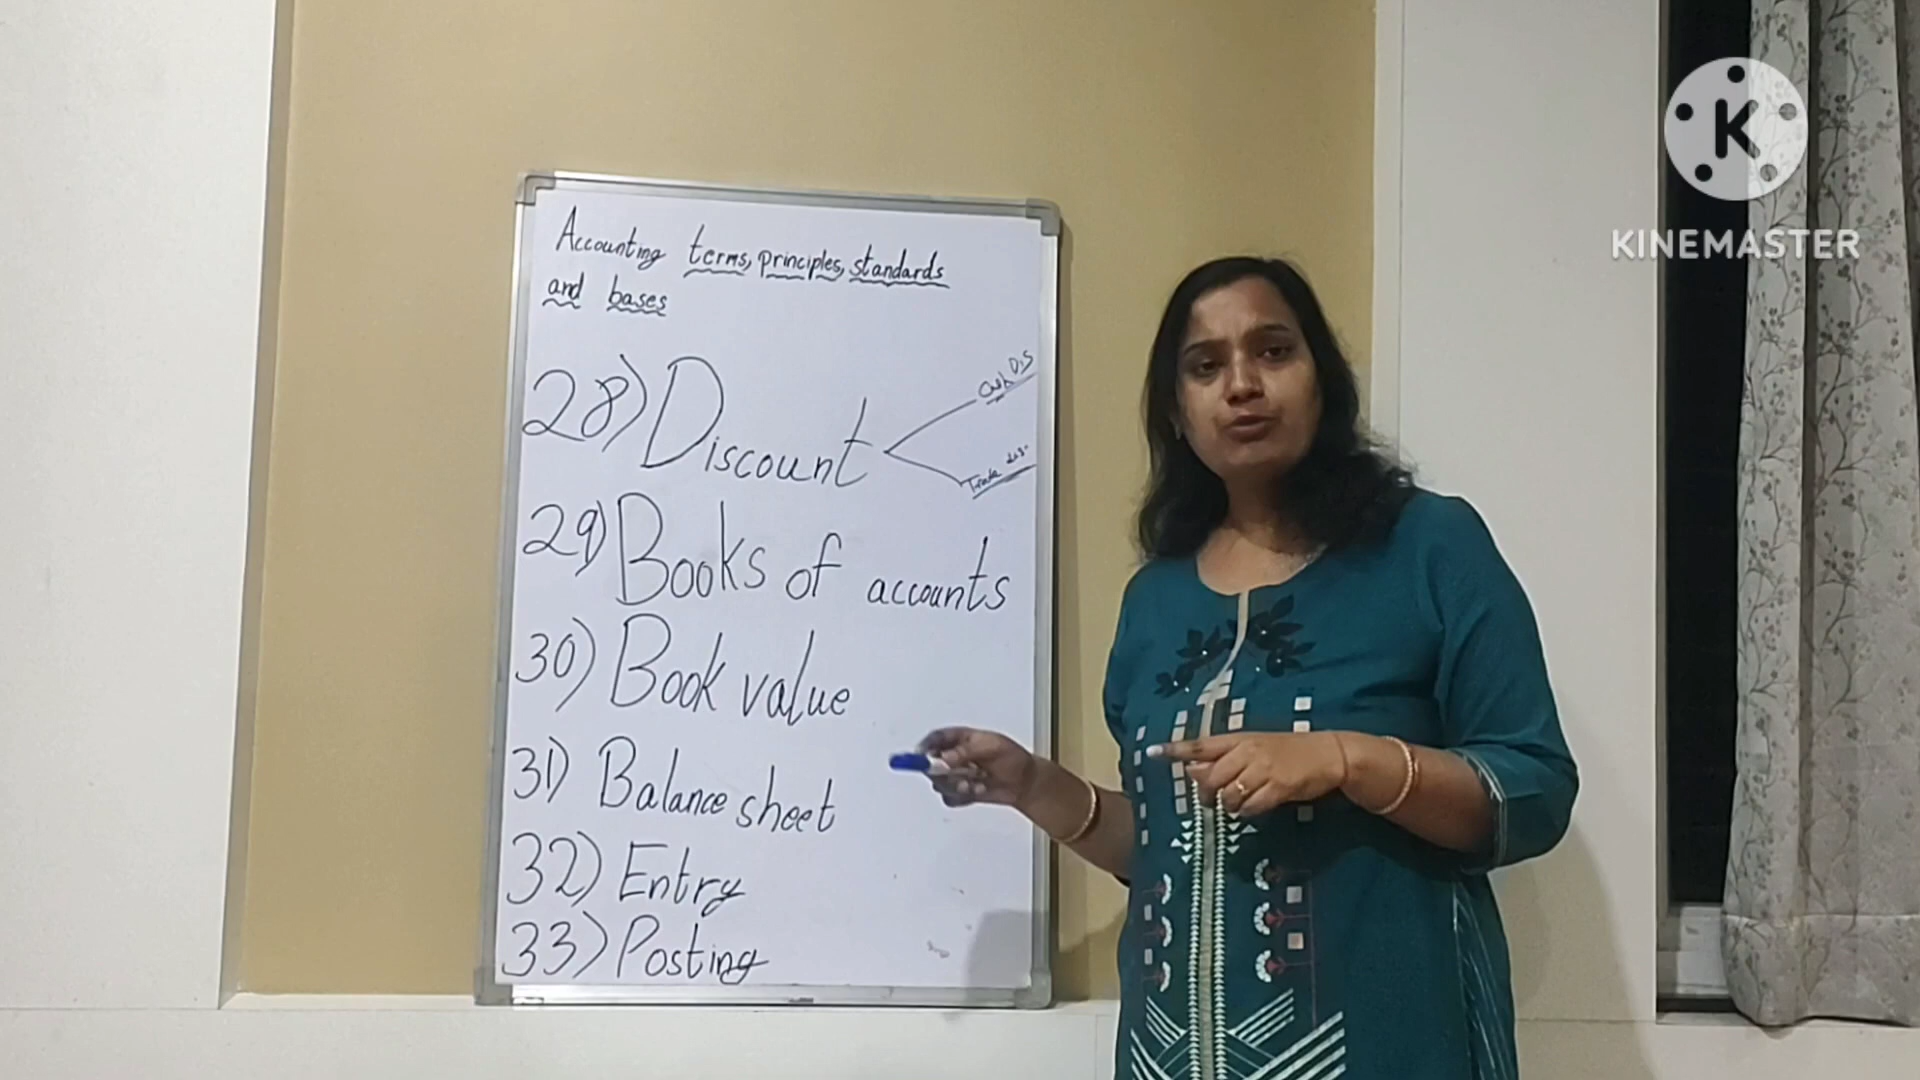 Accounting terms, principles, standards
and bases
28) Discount
Cash Dis
Trade dis.
29) Books of accounts
30) Book value
31) Balance sheet
32) Entry
33) Posting
K
KINEMASTER